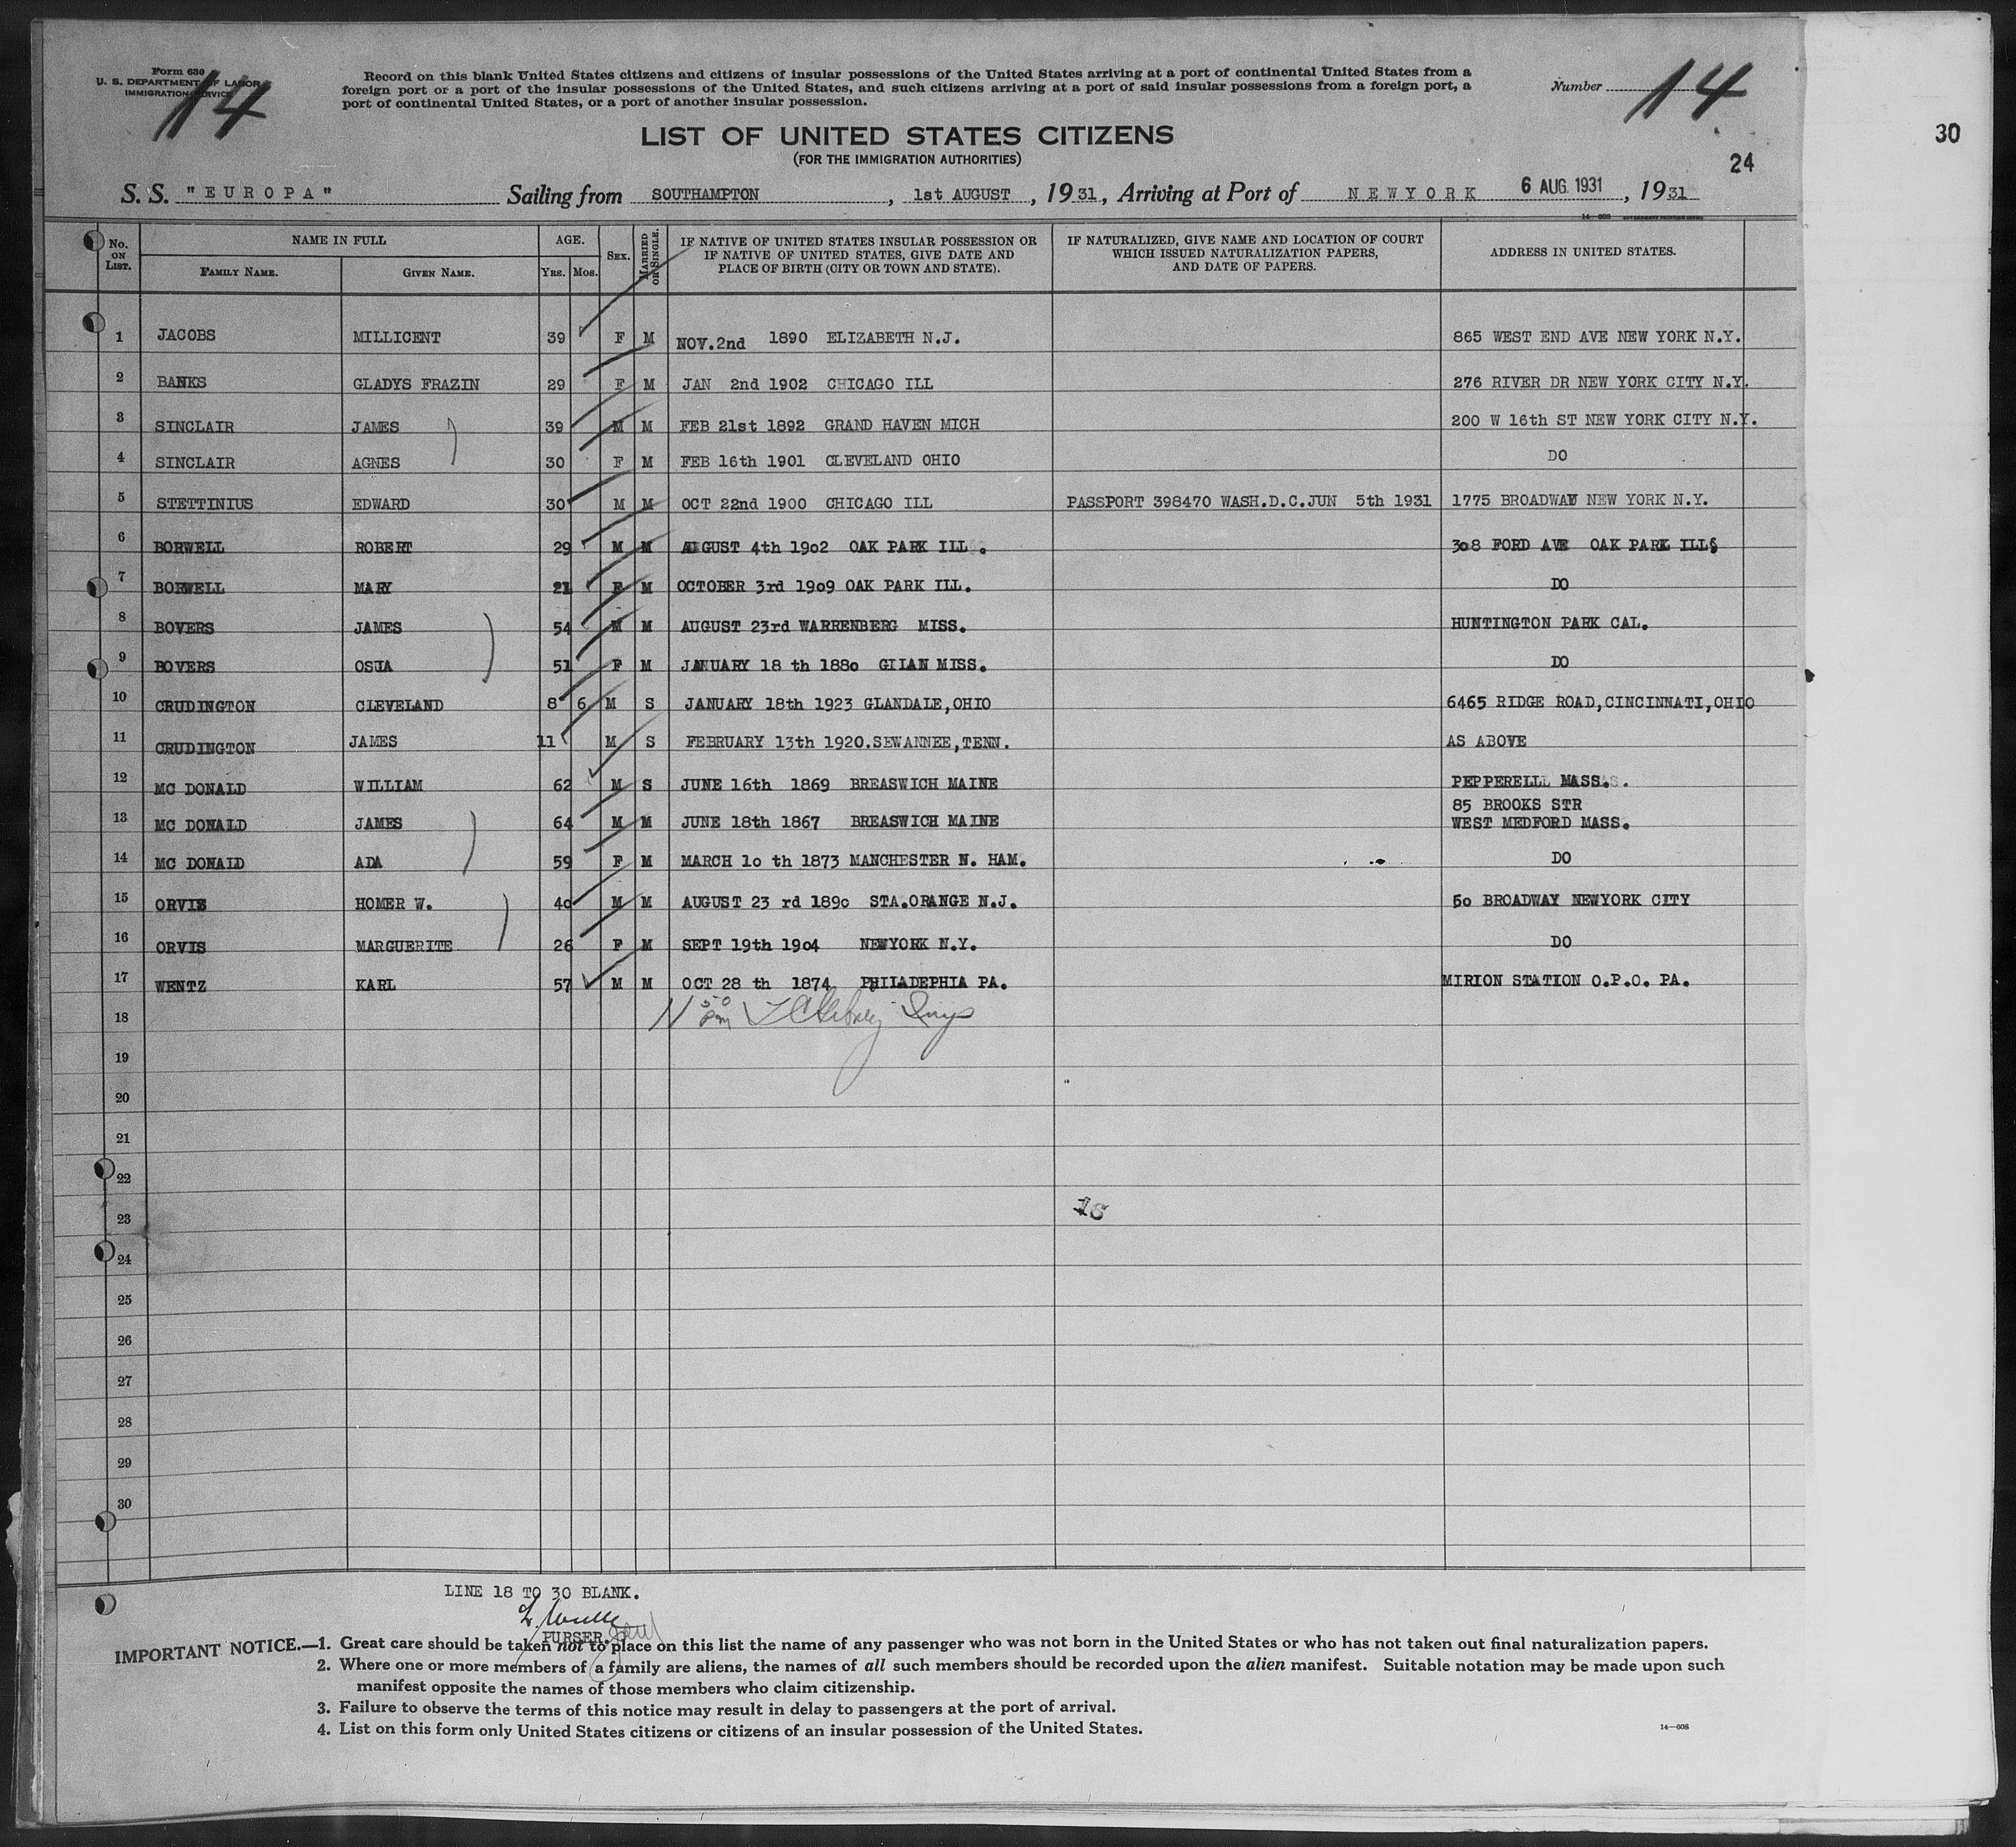 Form 630
U. S. DEPARTMENT OF LABOR
IMMIGRATION SERVICE
14
Record on this blank United States citizens and citizens of insular possessions of the United States arriving at a port of continental United States from a
foreign port or a port of the insular possessions of the United States, and such citizens arriving at a port of said insular possessions from a foreign port, a
port of continental United States, or a port of another insular possession.
Number 14
LIST OF UNITED STATES CITIZENS
(FOR THE IMMIGRATION AUTHORITIES)
30
24
S. S. "EUROPA" Sailing from SOUTHAMPTON, 1st AUGUST, 1931, Arriving at Port of NEWYORK 6 AUG. 1931, 1931
No. ON LIST. NAME IN FULL FAMILY NAME. GIVEN NAME. AGE. YRS. MOS. SEX. MARRIED OR SINGLE. IF NATIVE OF UNITED STATES INSULAR POSSESSION OR IF NATIVE OF UNITED STATES, GIVE DATE AND PLACE OF BIRTH (CITY OR TOWN AND STATE). IF NATURALIZED, GIVE NAME AND LOCATION OF COURT WHICH ISSUED NATURALIZATION PAPERS, AND DATE OF PAPERS. ADDRESS IN UNITED STATES.
1 JACOBS MILLICENT 39 F M NOV.2nd 1890 ELIZABETH N.J. 865 WEST END AVE NEW YORK N.Y.
2 BANKS GLADYS FRAZIN 29 F M JAN 2nd 1902 CHICAGO ILL 276 RIVER DR NEW YORK CITY N.Y.
3 SINCLAIR JAMES 39 M M FEB 21st 1892 GRAND HAVEN MICH 200 W 16th ST NEW YORK CITY N.Y.
4 SINCLAIR AGNES 30 F M FEB 16th 1901 CLEVELAND OHIO DO
5 STETTINIUS EDWARD 30 M M OCT 22nd 1900 CHICAGO ILL PASSPORT 398470 WASH.D.C.JUN 5th 1931 1775 BROADWAY NEW YORK N.Y.
6 BORWELL ROBERT 29 M M AUGUST 4th 19o2 OAK PARK ILL . 3o8 FORD AVE OAK PARK ILL
7 BORWELL MARY 21 F M OCTOBER 3rd 19o9 OAK PARK ILL. DO
8 BOVERS JAMES 54 M M AUGUST 23rd WARRENBERG MISS. HUNTINGTON PARK CAL.
9 BOVERS OSIA 51 F M JANUARY 18 th 188o GILAN MISS. DO
10 CRUDINGTON CLEVELAND 8 6 M S JANUARY 18th 1923 GLANDALE,OHIO 6465 RIDGE ROAD,CINCINNATI,OHIO
11 CRUDINGTON JAMES 11 M S FEBRUARY 13th 1920.SEWANNEE,TENN. AS ABOVE
12 MC DONALD WILLIAM 62 M S JUNE 16th 1869 BREASWICH MAINE PEPPERELL MASS.
13 MC DONALD JAMES 64 M M JUNE 18th 1867 BREASWICH MAINE 85 BROOKS STR WEST MEDFORD MASS.
14 MC DONALD ADA 59 F M MARCH 1o th 1873 MANCHESTER N. HAM. DO
15 ORVIS HOMER W. 4o M M AUGUST 23 rd 189o STA.ORANGE N.J. 5o BROADWAY NEWYORK CITY
16 ORVIS MARGUERITE 26 F M SEPT 19th 19o4 NEWYORK N.Y. DO
17 WENTZ KARL 57 M M OCT 28 th 1874 PHILADEPHIA PA. MIRION STATION O.P.O. PA.
18
19
20
21
22
23
24
25
26
27
28
29
30
LINE 18 TO 30 BLANK.
PURSER.
IMPORTANT NOTICE.—1. Great care should be taken not to place on this list the name of any passenger who was not born in the United States or who has not taken out final naturalization papers.
2. Where one or more members of a family are aliens, the names of all such members should be recorded upon the alien manifest. Suitable notation may be made upon such
manifest opposite the names of those members who claim citizenship.
3. Failure to observe the terms of this notice may result in delay to passengers at the port of arrival.
4. List on this form only United States citizens or citizens of an insular possession of the United States.
14—608